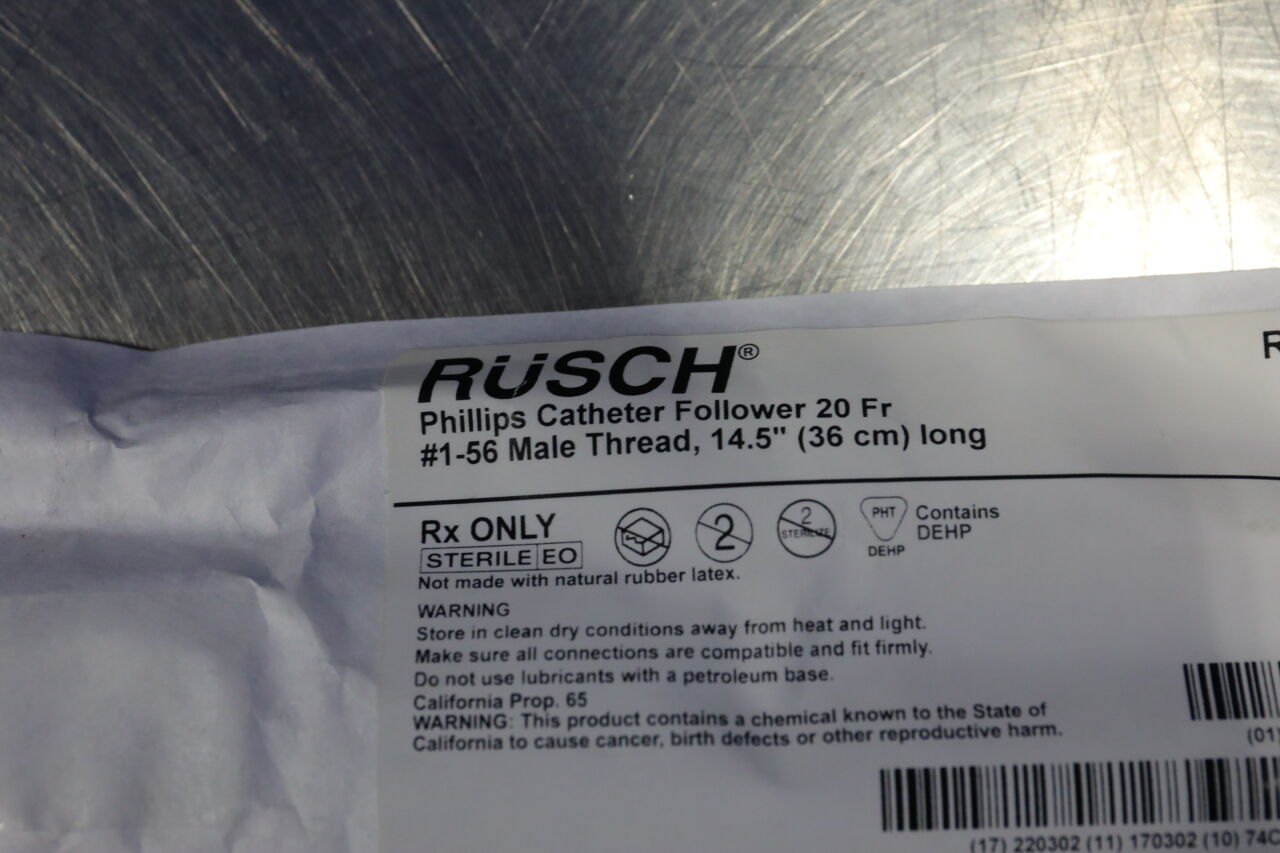 RÜSCH®
Phillips Catheter Follower 20 Fr
#1-56 Male Thread, 14.5" (36 cm) long
Rx ONLY
STERILE EO
2
2
STERILIZE
PHT
DEHP
Contains
DEHP
Not made with natural rubber latex.
WARNING
Store in clean dry conditions away from heat and light.
Make sure all connections are compatible and fit firmly.
Do not use lubricants with a petroleum base.
California Prop. 65
WARNING: This product contains a chemical known to the State of
California to cause cancer, birth defects or other reproductive harm.
(01)
(17) 220302 (11) 170302 (10) 74